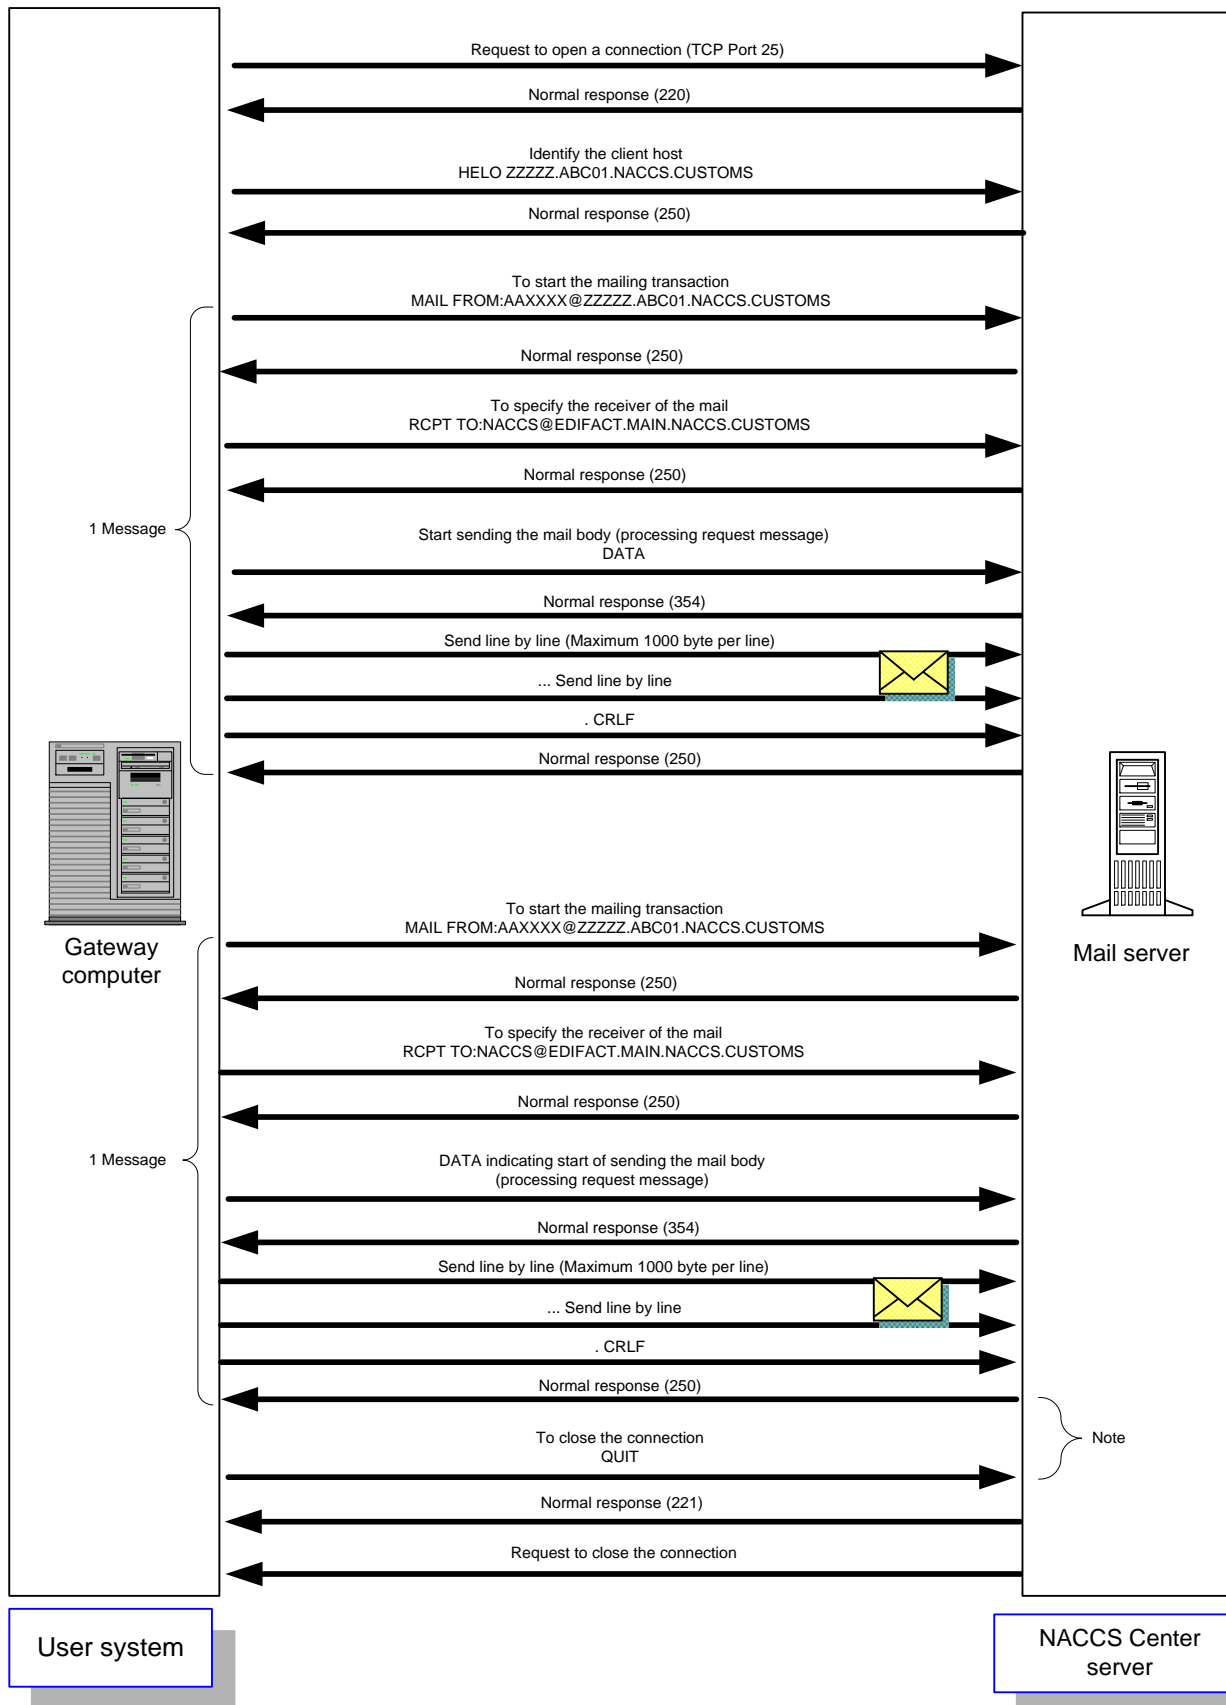 Request to open a connection (TCP Port 25)
Normal response (220)
Identify the client host
HELO ZZZZZ.ABC01.NACCS.CUSTOMS
Normal response (250)
To start the mailing transaction
MAIL FROM:AAXXXX@ZZZZZ.ABC01.NACCS.CUSTOMS
Normal response (250)
To specify the receiver of the mail
RCPT TO:NACCS@EDIFACT.MAIN.NACCS.CUSTOMS
Normal response (250)
1 Message
Start sending the mail body (processing request message)
DATA
Normal response (354)
Send line by line (Maximum 1000 byte per line)
... Send line by line
. CRLF
Normal response (250)
Gateway
computer
Mail server
To start the mailing transaction
MAIL FROM:AAXXXX@ZZZZZ.ABC01.NACCS.CUSTOMS
Normal response (250)
To specify the receiver of the mail
RCPT TO:NACCS@EDIFACT.MAIN.NACCS.CUSTOMS
Normal response (250)
1 Message
DATA indicating start of sending the mail body
(processing request message)
Normal response (354)
Send line by line (Maximum 1000 byte per line)
... Send line by line
. CRLF
Normal response (250)
To close the connection
QUIT
Note
Normal response (221)
Request to close the connection
User system
NACCS Center
server